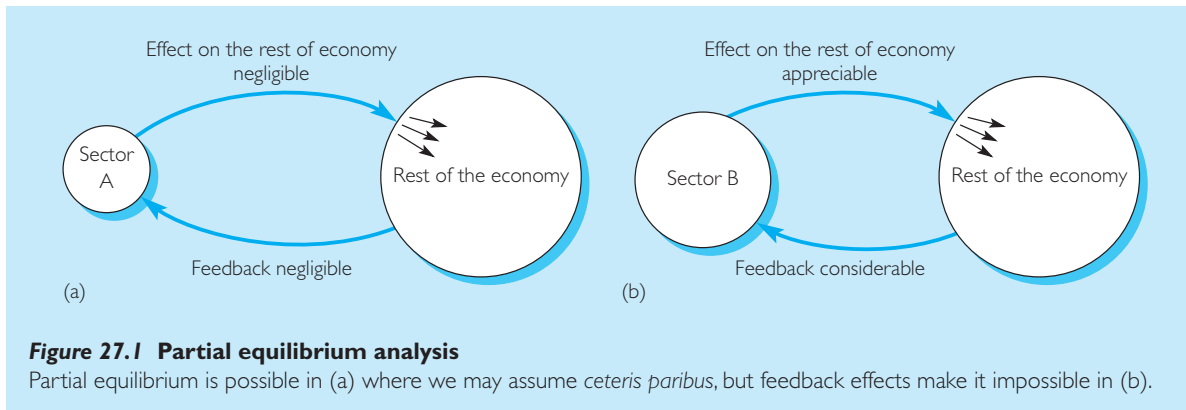 Effect on the rest of economy
negligible
Sector
A
Rest of the economy
Feedback negligible
(a)
Effect on the rest of economy
appreciable
Sector B
Rest of the economy
Feedback considerable
(b)
Figure 27.1 Partial equilibrium analysis
Partial equilibrium is possible in (a) where we may assume ceteris paribus, but feedback effects make it impossible in (b).